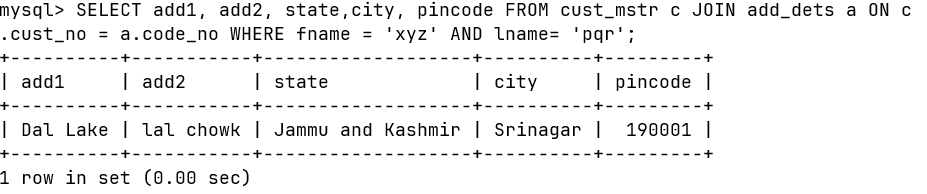 mysql> SELECT add1, add2, state,city, pincode FROM cust_mstr c JOIN add_dets a ON c
.cust_no = a.code_no WHERE fname = 'xyz' AND lname= 'pqr';
+----------+-----------+-------------------+----------+---------+
| add1     | add2      | state             | city     | pincode |
+----------+-----------+-------------------+----------+---------+
| Dal Lake | lal chowk | Jammu and Kashmir | Srinagar |  190001 |
+----------+-----------+-------------------+----------+---------+
1 row in set (0.00 sec)